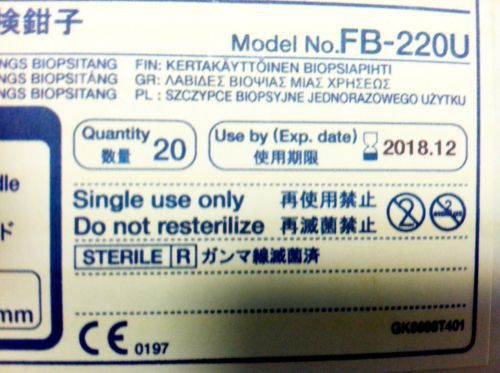 検鉗子
Model No. FB-220U
NGS BIOPSITANG FIN: KERTAKÄYTTÖINEN BIOPSIAPIHTI
NGS BIOPSITÅNG GR: ΛΑΒΙΔΕΣ ΒΙΟΨΙΑΣ ΜΙΑΣ ΧΡΗΣΕΩΣ
NGS BIOPSITÅNG PL : SZCZYPCE BIOPSYJNE JEDNORAZOWEGO UŻYTKU
Quantity
数量 20
Use by (Exp. date)
使用期限 2018.12
dle
ド
mm
Single use only 再使用禁止
Do not resterilize 再滅菌禁止
STERILE R ガンマ線滅菌済
CE 0197